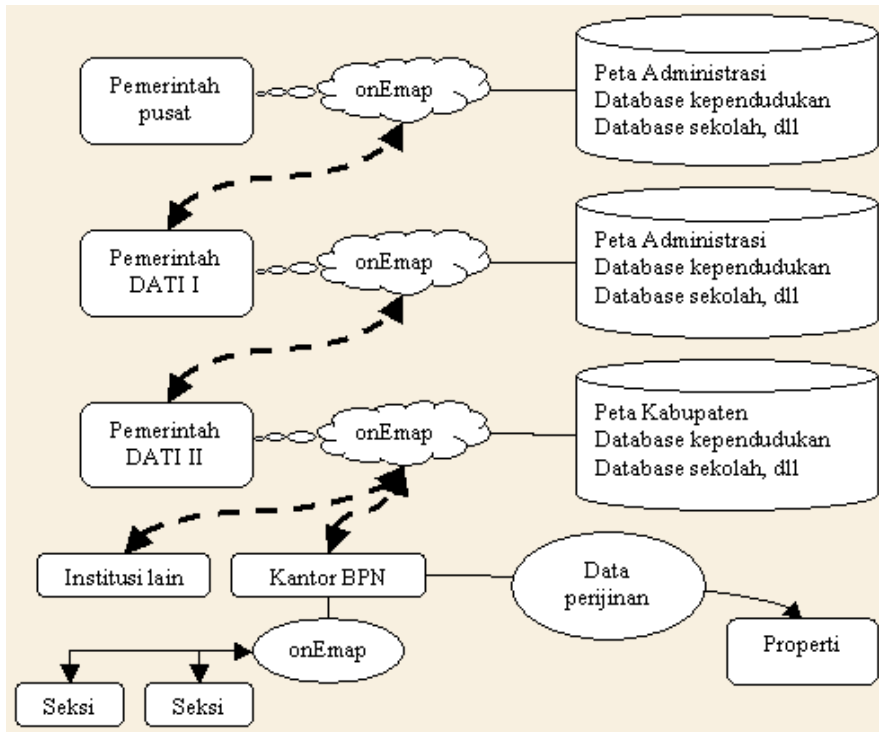 Pemerintah
pusat
onEmap
Peta Administrasi
Database kependudukan
Database sekolah, dll
Pemerintah
DATI I
onEmap
Peta Administrasi
Database kependudukan
Database sekolah, dll
Pemerintah
DATI II
onEmap
Peta Kabupaten
Database kependudukan
Database sekolah, dll
Institusi lain
Kantor BPN
Data
perijinan
onEmap
Properti
Seksi
Seksi